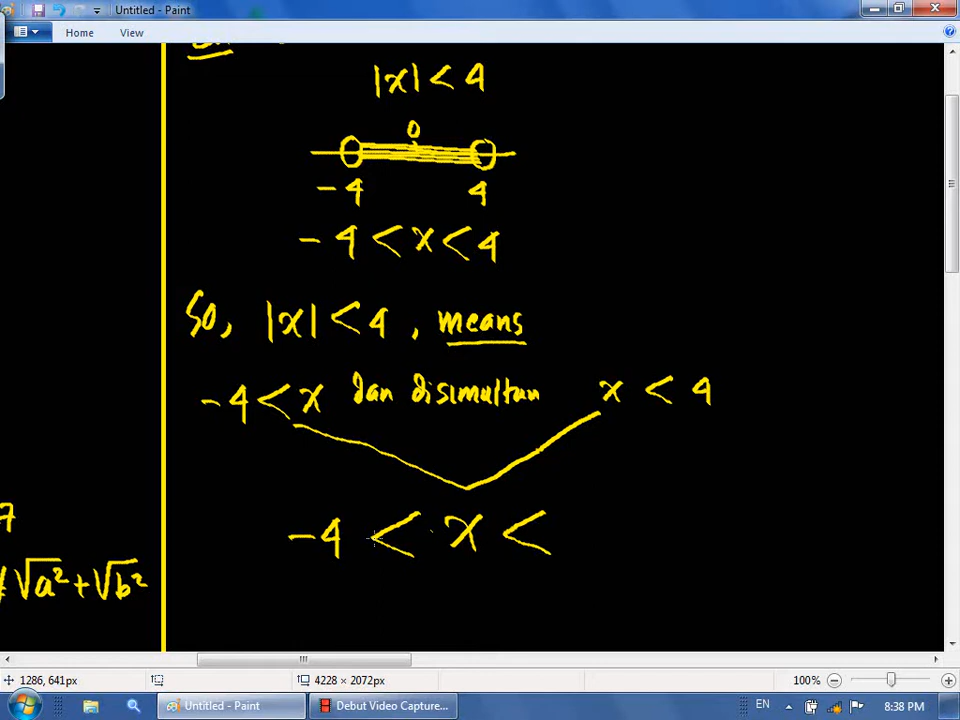 Untitled - Paint
Home View
|x| < 4
0
-4 4
-4 < x < 4
So, |x| < 4 , means
-4 < x dan disimultan x < 4
-4 < x <
7
√a² + √b²
1286, 641px 4228 × 2072px 100%
Untitled - Paint Debut Video Capture... EN 8:38 PM